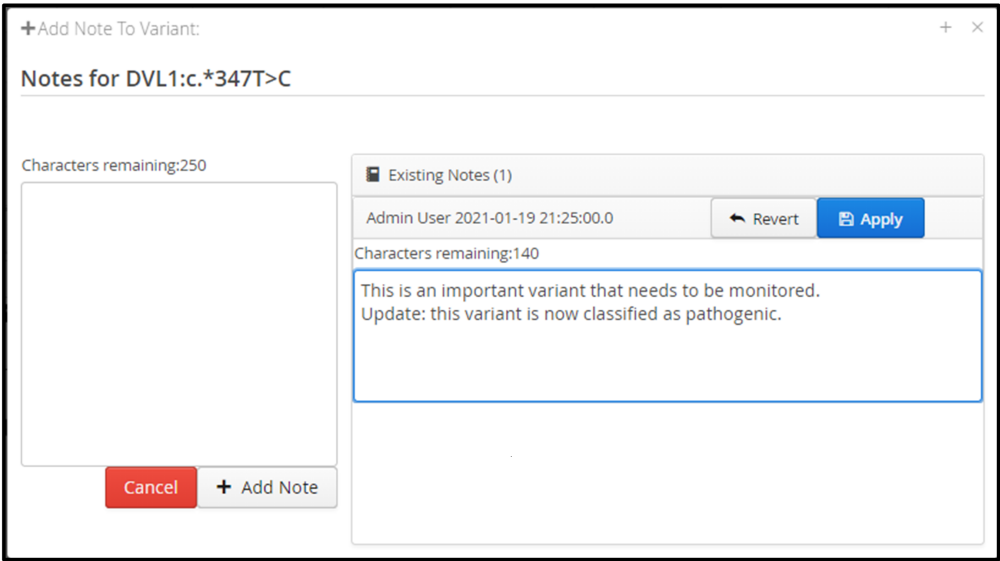 +Add Note To Variant:
Notes for DVL1:c.*347T>C
Characters remaining:250
Existing Notes (1)
Admin User 2021-01-19 21:25:00.0
Revert
Apply
Characters remaining:140
This is an important variant that needs to be monitored.
Update: this variant is now classified as pathogenic.
Cancel
+ Add Note